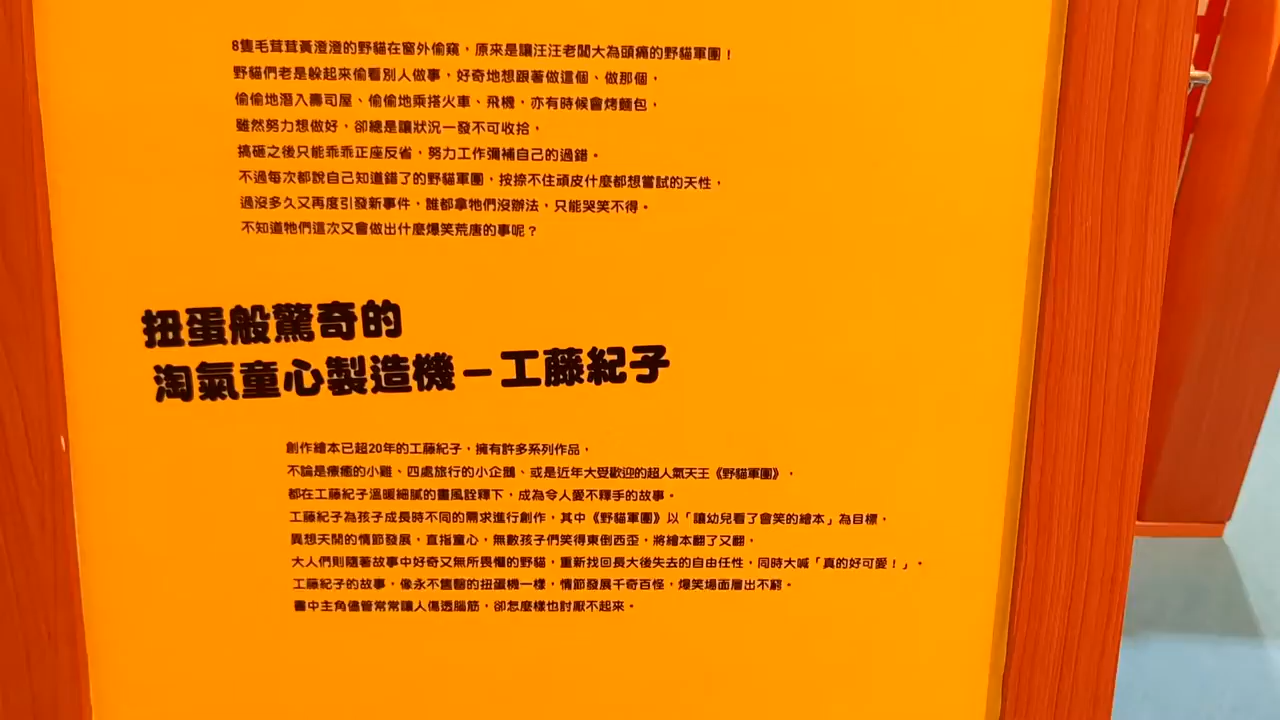 8隻毛茸茸黃澄澄的野貓在窗外偷窺，原來是讓汪汪老闆大為頭痛的野貓軍團！
野貓們老是躲起來偷看別人做事，好奇地想跟著做這個、做那個，
偷偷地潛入壽司屋、偷偷地乘搭火車、飛機，亦有時候會烤麵包，
雖然努力想做好，卻總是讓狀況一發不可收拾，
搞砸之後只能乖乖正座反省，努力工作彌補自己的過錯。
不過每次都說自己知道錯了的野貓軍團，按捺不住頑皮什麼都想嘗試的天性，
過沒多久又再度引發新事件，誰都拿牠們沒辦法，只能哭笑不得。
不知道牠們這次又會做出什麼爆笑荒唐的事呢？
扭蛋般驚奇的
淘氣童心製造機－工藤紀子
創作繪本已超20年的工藤紀子，擁有許多系列作品，
不論是療癒的小雞、四處旅行的小企鵝、或是近年大受歡迎的超人氣天王《野貓軍團》，
都在工藤紀子溫暖細膩的畫風詮釋下，成為令人愛不釋手的故事。
工藤紀子為孩子成長時不同的需求進行創作，其中《野貓軍團》以「讓幼兒看了會笑的繪本」為目標，
異想天開的情節發展，直指童心，無數孩子們笑得東倒西歪，將繪本翻了又翻，
大人們則隨著故事中好奇又無所畏懼的野貓，重新找回長大後失去的自由任性，同時大喊「真的好可愛！」。
工藤紀子的故事，像永不售罄的扭蛋機一樣，情節發展千奇百怪，爆笑場面層出不窮。
書中主角儘管常常讓人傷透腦筋，卻怎麼樣也討厭不起來。